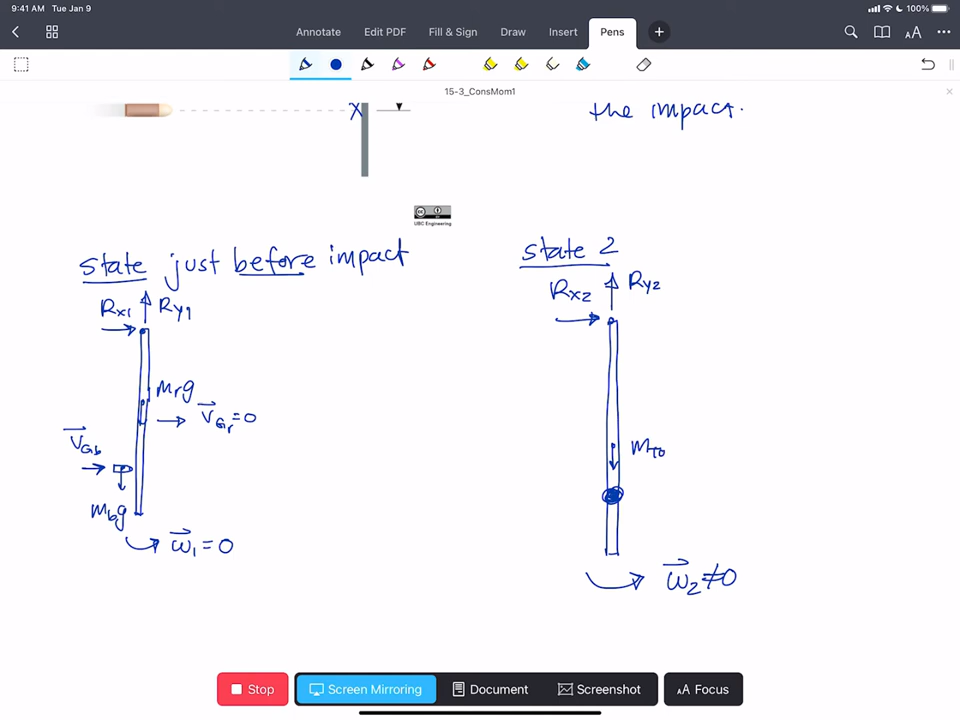 9:41 AM Tue Jan 9
100%
Annotate Edit PDF Fill & Sign Draw Insert Pens
AA
15-3_ConsMom1
X
the impact.
UBC Engineering
state just before impact
state 2
Rx1 Ry1
Rx2 Ry2
mrg
vGr=0
vGb
mbg
mTo
ω1=0
ω2≠0
Stop Screen Mirroring Document Screenshot AA Focus